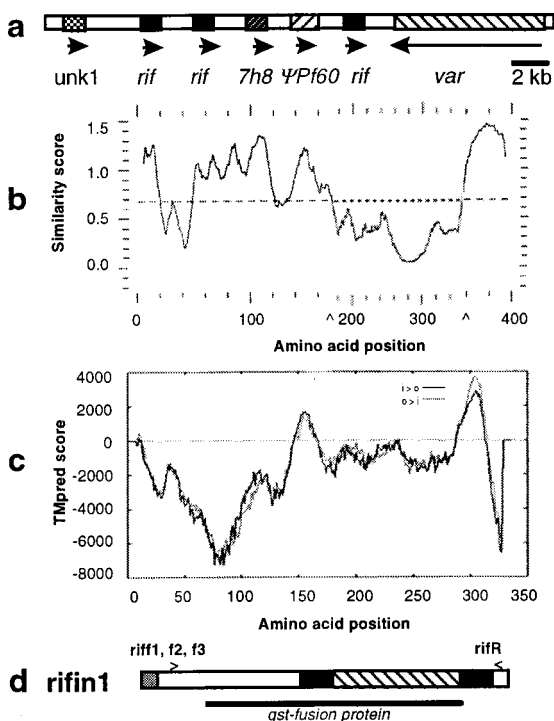 a
unk1 rif rif 7h8 ΨPf60 rif var 2 kb
b
Similarity score
1.5
1.0
0.5
0.0
0 100 200 300 400
^ ^
Amino acid position
c
TMpred score
4000
2000
0
-2000
-4000
-6000
-8000
i > o
o > i
0 50 100 150 200 250 300 350
Amino acid position
riff1, f2, f3 rifR
> <
d rifin1
gst-fusion protein